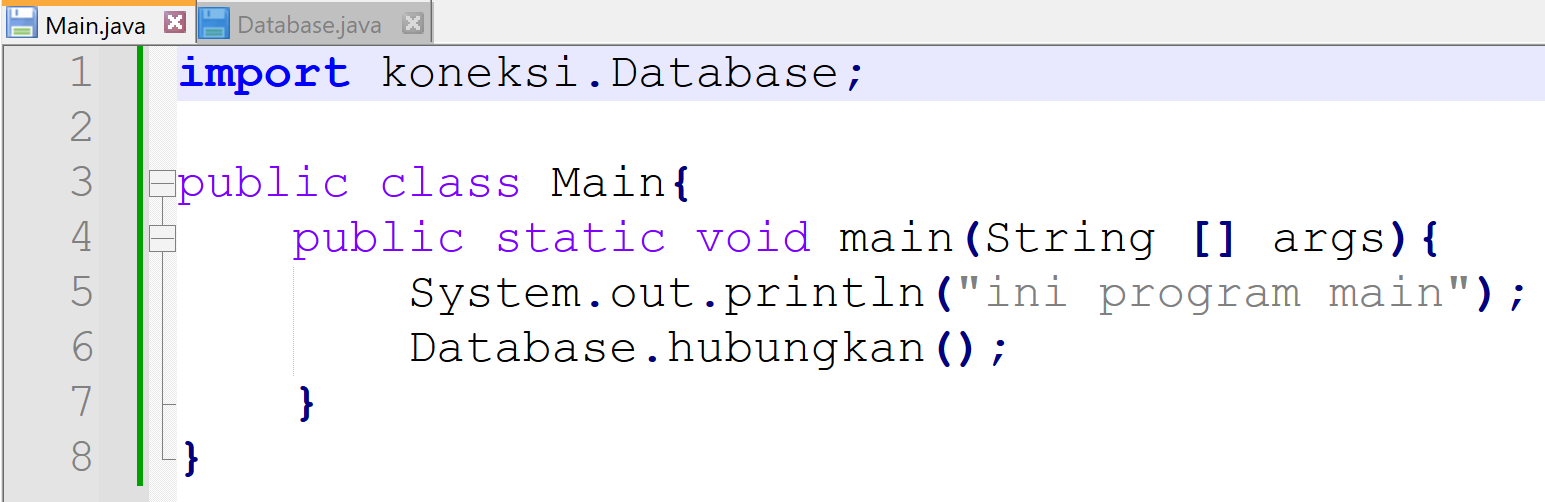 Main.java Database.java
1 import koneksi.Database;
2
3 public class Main{
4 public static void main(String [] args){
5 System.out.println("ini program main");
6 Database.hubungkan();
7 }
8 }